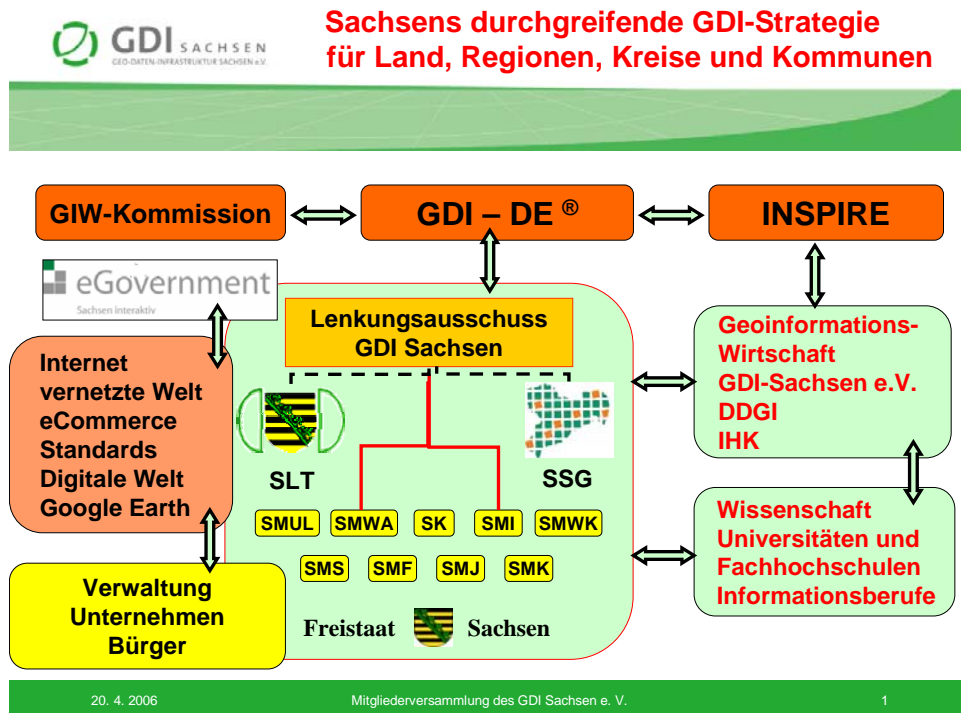 GDI SACHSEN
GEO-DATEN-INFRASTRUKTUR SACHSEN e.V.
Sachsens durchgreifende GDI-Strategie
für Land, Regionen, Kreise und Kommunen
GIW-Kommission
GDI – DE ®
INSPIRE
eGovernment
Sachsen interaktiv
Lenkungsausschuss
GDI Sachsen
Internet
vernetzte Welt
eCommerce
Standards
Digitale Welt
Google Earth
SLT
SSG
SMUL
SMWA
SK
SMI
SMWK
SMS
SMF
SMJ
SMK
Freistaat Sachsen
Geoinformations-
Wirtschaft
GDI-Sachsen e.V.
DDGI
IHK
Wissenschaft
Universitäten und
Fachhochschulen
Informationsberufe
Verwaltung
Unternehmen
Bürger
20. 4. 2006
Mitgliederversammlung des GDI Sachsen e. V.
1